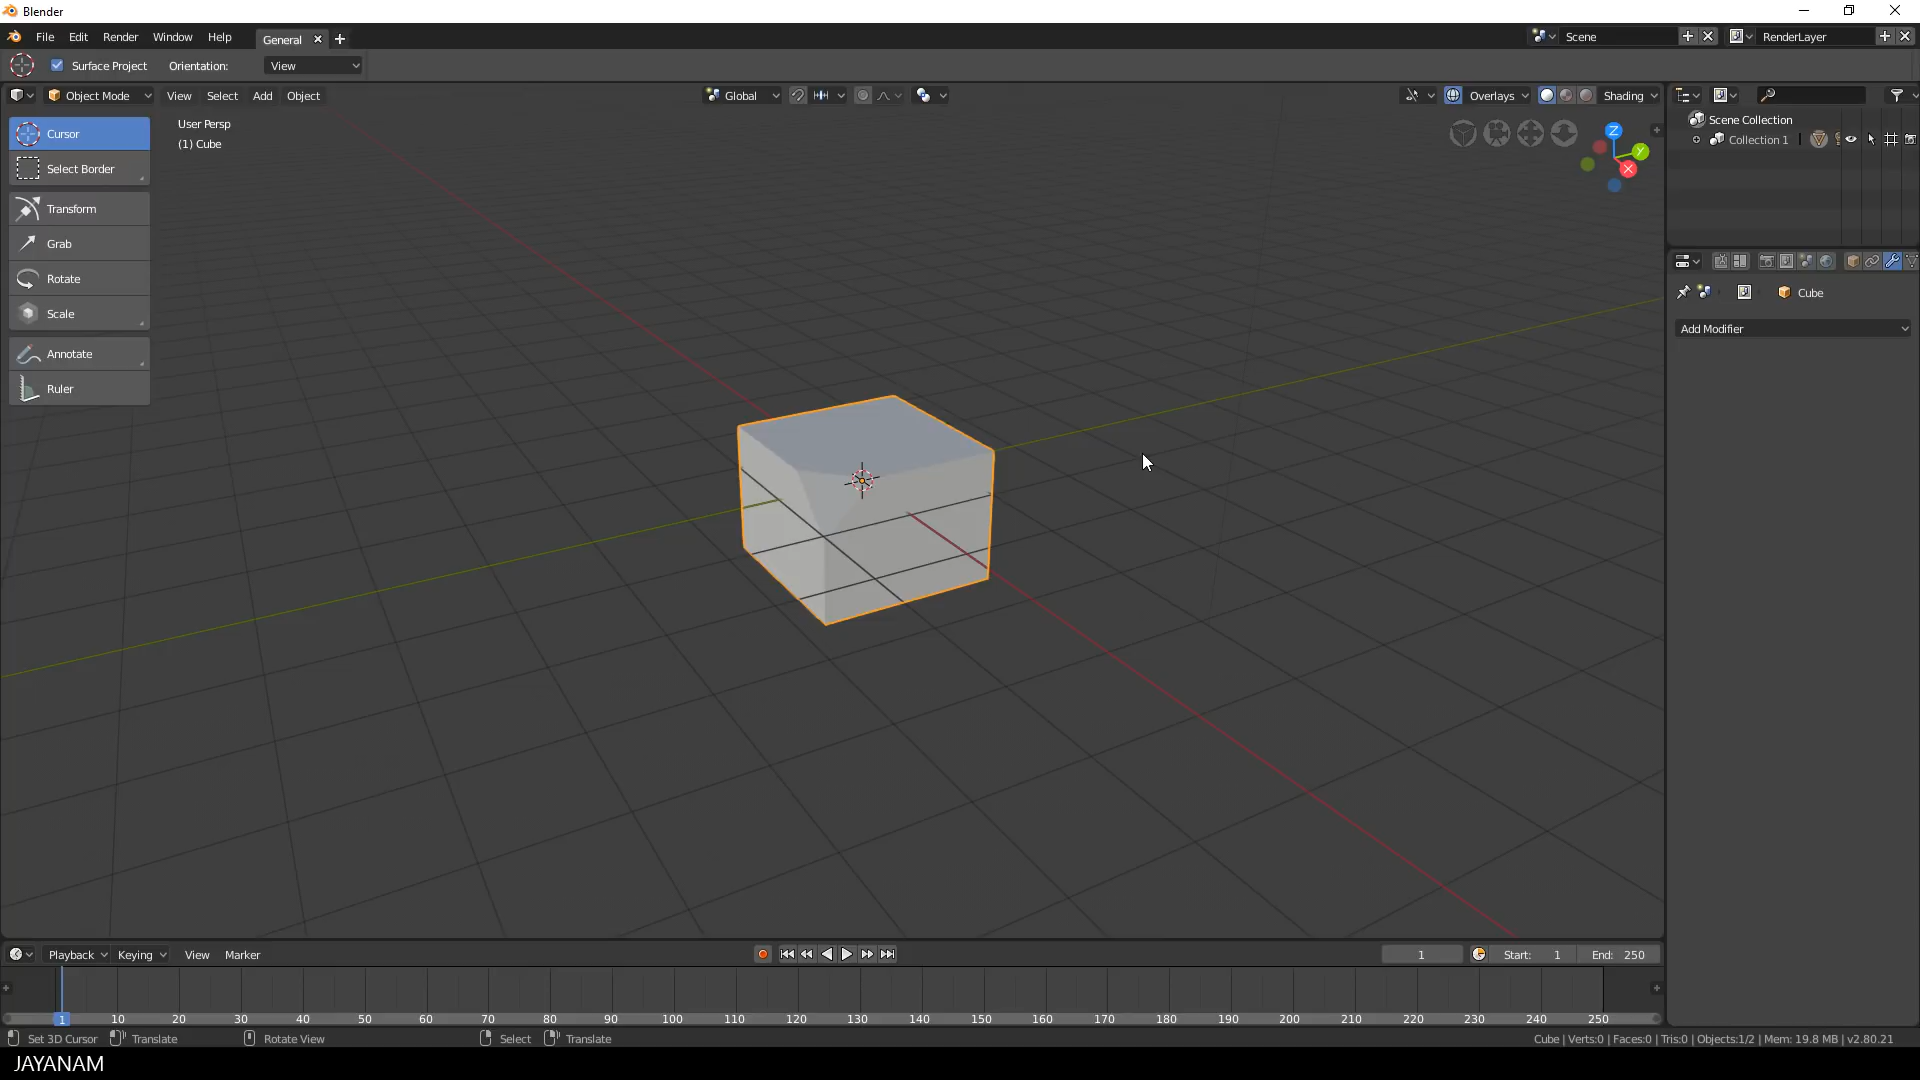 Blender
File Edit Render Window Help General Scene RenderLayer
Surface Project Orientation: View
Object Mode View Select Add Object Global Overlays Shading
Cursor
Select Border
Transform
Grab
Rotate
Scale
Annotate
Ruler
User Persp
(1) Cube
Z
Y
X
Scene Collection
Collection 1
Cube
Add Modifier
Playback Keying View Marker 1 Start: 1 End: 250
1 10 20 30 40 50 60 70 80 90 100 110 120 130 140 150 160 170 180 190 200 210 220 230 240 250
Set 3D Cursor Translate Rotate View Select Translate Cube | Verts:0 | Faces:0 | Tris:0 | Objects:1/2 | Mem: 19.8 MB | v2.80.21
JAYANAM